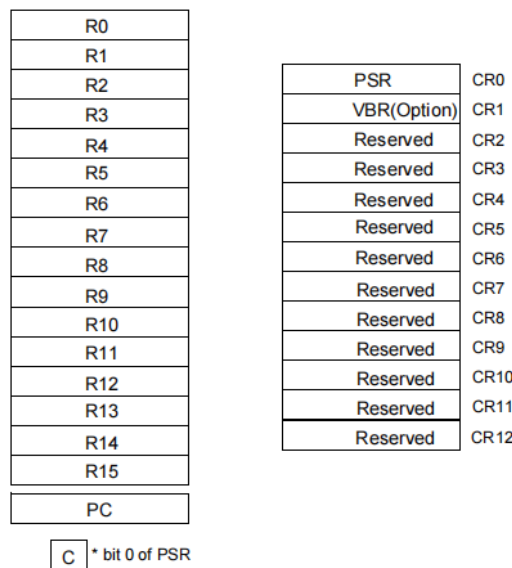 R0
R1
R2
R3
R4
R5
R6
R7
R8
R9
R10
R11
R12
R13
R14
R15
PC
C * bit 0 of PSR
PSR CR0
VBR(Option) CR1
Reserved CR2
Reserved CR3
Reserved CR4
Reserved CR5
Reserved CR6
Reserved CR7
Reserved CR8
Reserved CR9
Reserved CR10
Reserved CR11
Reserved CR12